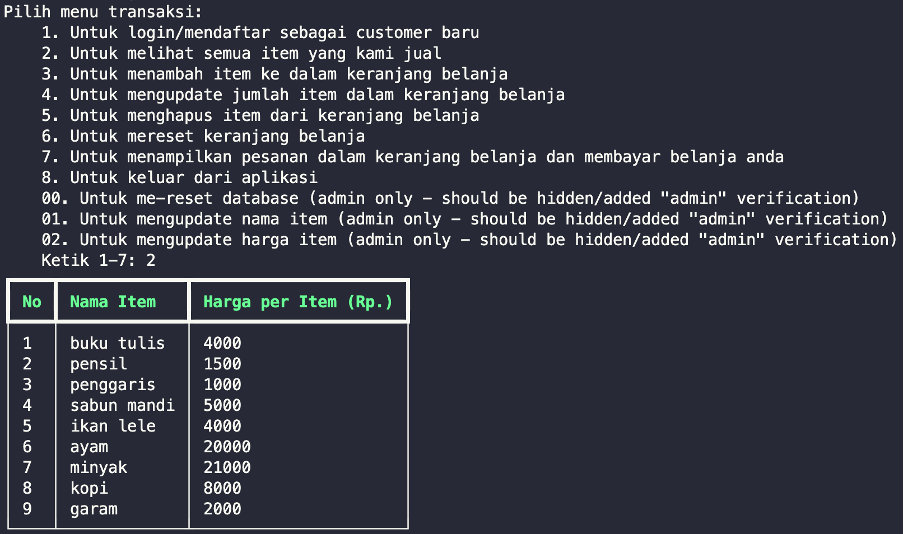 Pilih menu transaksi:
1. Untuk login/mendaftar sebagai customer baru
2. Untuk melihat semua item yang kami jual
3. Untuk menambah item ke dalam keranjang belanja
4. Untuk mengupdate jumlah item dalam keranjang belanja
5. Untuk menghapus item dari keranjang belanja
6. Untuk mereset keranjang belanja
7. Untuk menampilkan pesanan dalam keranjang belanja dan membayar belanja anda
8. Untuk keluar dari aplikasi
00. Untuk me-reset database (admin only - should be hidden/added "admin" verification)
01. Untuk mengupdate nama item (admin only - should be hidden/added "admin" verification)
02. Untuk mengupdate harga item (admin only - should be hidden/added "admin" verification)
Ketik 1-7: 2
No Nama Item Harga per Item (Rp.)
1 buku tulis 4000
2 pensil 1500
3 penggaris 1000
4 sabun mandi 5000
5 ikan lele 4000
6 ayam 20000
7 minyak 21000
8 kopi 8000
9 garam 2000